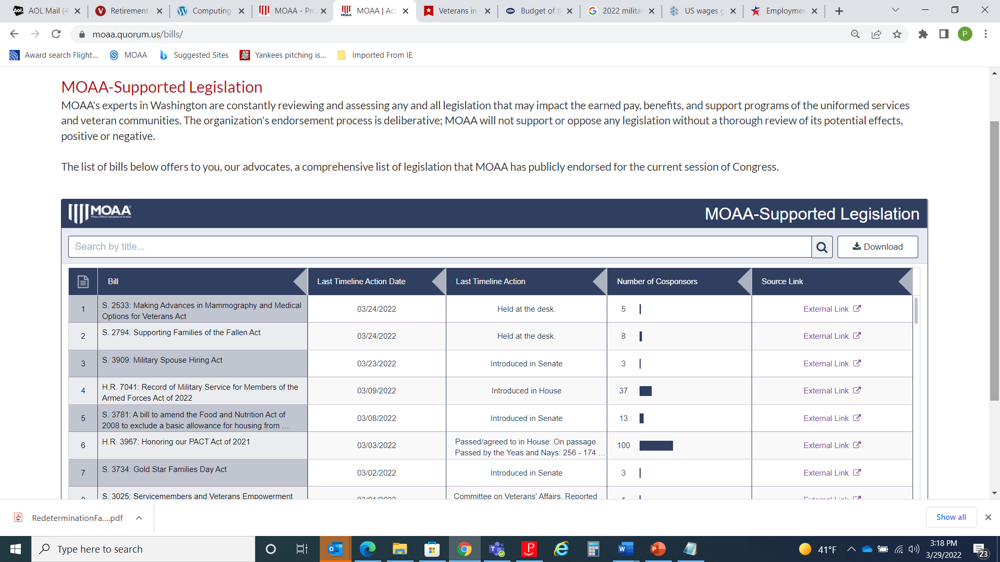 AOL Mail (4
Retirement
Computing
MOAA - Pro
MOAA | Act
Veterans in
Budget of t
2022 militar
US wages g
Employmen
moaa.quorum.us/bills/
P
Award search Flight...
MOAA
Suggested Sites
Yankees pitching is...
Imported From IE
MOAA-Supported Legislation
MOAA's experts in Washington are constantly reviewing and assessing any and all legislation that may impact the earned pay, benefits, and support programs of the uniformed services
and veteran communities. The organization's endorsement process is deliberative; MOAA will not support or oppose any legislation without a thorough review of its potential effects,
positive or negative.
The list of bills below offers to you, our advocates, a comprehensive list of legislation that MOAA has publicly endorsed for the current session of Congress.
MOAA
Military Officers Association of America
MOAA-Supported Legislation
Search by title...
Download
Bill Last Timeline Action Date Last Timeline Action Number of Cosponsors Source Link
1 S. 2533: Making Advances in Mammography and Medical
Options for Veterans Act
03/24/2022 Held at the desk. 5 External Link
2 S. 2794: Supporting Families of the Fallen Act
03/24/2022 Held at the desk. 8 External Link
3 S. 3909: Military Spouse Hiring Act
03/23/2022 Introduced in Senate 3 External Link
4 H.R. 7041: Record of Military Service for Members of the
Armed Forces Act of 2022
03/09/2022 Introduced in House 37 External Link
5 S. 3781: A bill to amend the Food and Nutrition Act of
2008 to exclude a basic allowance for housing from ...
03/08/2022 Introduced in Senate 13 External Link
6 H.R. 3967: Honoring our PACT Act of 2021
03/03/2022 Passed/agreed to in House: On passage
Passed by the Yeas and Nays: 256 - 174 ...
100 External Link
7 S. 3734: Gold Star Families Day Act
03/02/2022 Introduced in Senate 3 External Link
S. 3025: Servicemembers and Veterans Empowerment
Committee on Veterans' Affairs. Reported
RedeterminationFa....pdf
Show all
Type here to search
41°F
3:18 PM
3/29/2022
23